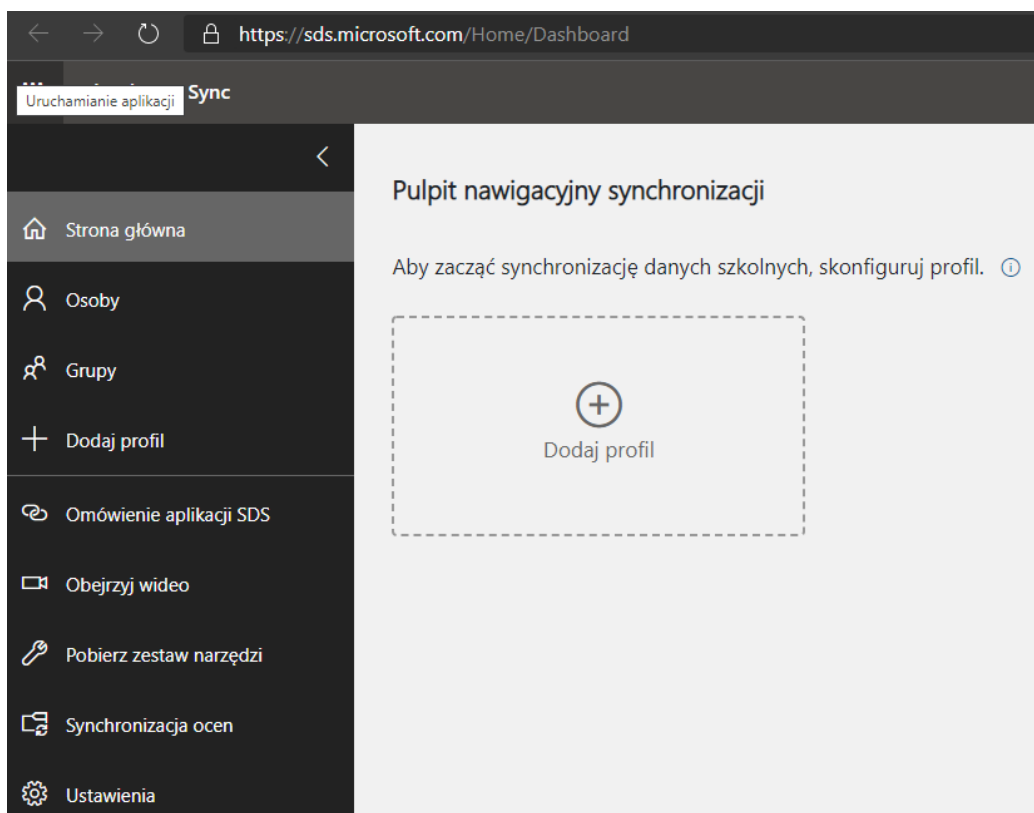 https://sds.microsoft.com/Home/Dashboard
Uruchamianie aplikacji
Sync
Pulpit nawigacyjny synchronizacji
Strona główna
Aby zacząć synchronizację danych szkolnych, skonfiguruj profil.
Osoby
Grupy
Dodaj profil
Dodaj profil
Omówienie aplikacji SDS
Obejrzyj wideo
Pobierz zestaw narzędzi
Synchronizacja ocen
Ustawienia